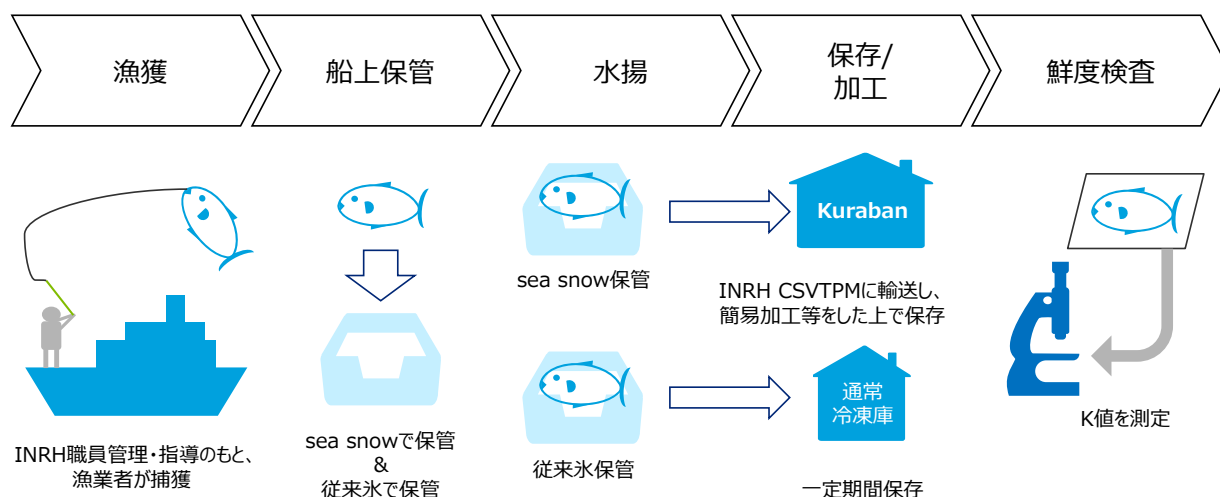 漁獲
船上保管
水揚
保存/
加工
鮮度検査
INRH職員管理・指導のもと、
漁業者が捕獲
sea snowで保管
&
従来氷で保管
sea snow保管
従来氷保管
Kuraban
INRH CSVTPMに輸送し、
簡易加工等をした上で保存
通常
冷凍庫
一定期間保存
K値を測定